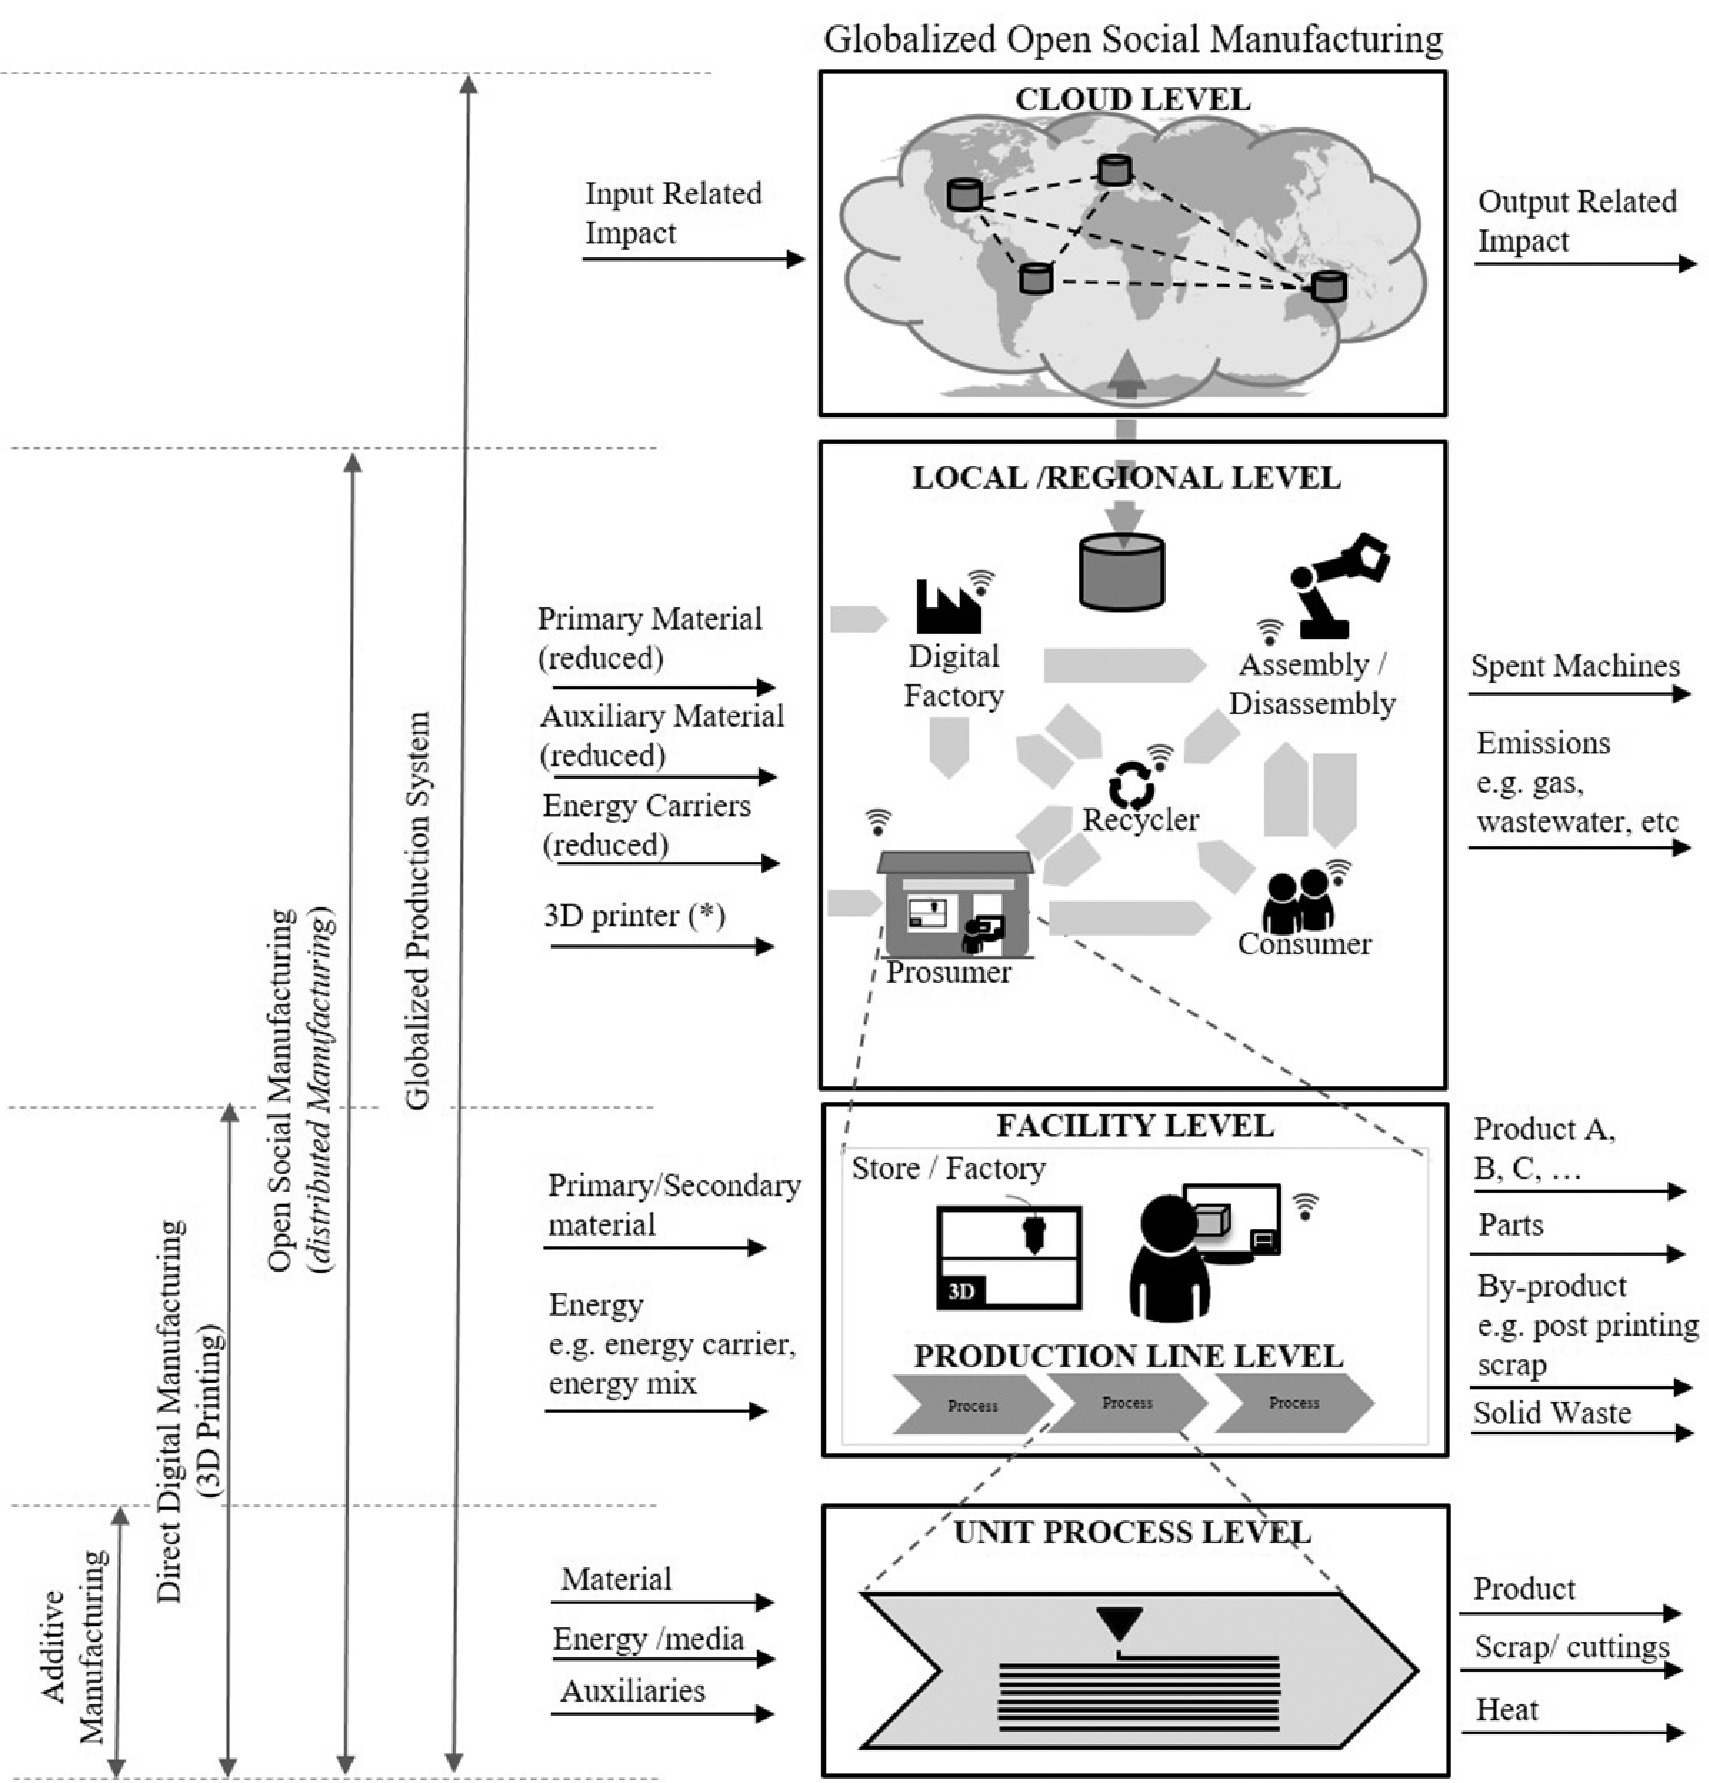 Globalized Open Social Manufacturing
CLOUD LEVEL
Input Related
Impact
Output Related
Impact
LOCAL /REGIONAL LEVEL
Primary Material
(reduced)
Auxiliary Material
(reduced)
Energy Carriers
(reduced)
3D printer (*)
Digital
Factory
Assembly /
Disassembly
Recycler
Prosumer
Consumer
Spent Machines
Emissions
e.g. gas,
wastewater, etc
Globalized Production System
Open Social Manufacturing
(distributed Manufacturing)
Direct Digital Manufacturing
(3D Printing)
Additive
Manufacturing
FACILITY LEVEL
Store / Factory
3D
Primary/Secondary
material
Energy
e.g. energy carrier,
energy mix
PRODUCTION LINE LEVEL
Process
Process
Process
Product A,
B, C, …
Parts
By-product
e.g. post printing
scrap
Solid Waste
UNIT PROCESS LEVEL
Material
Energy /media
Auxiliaries
Product
Scrap/ cuttings
Heat